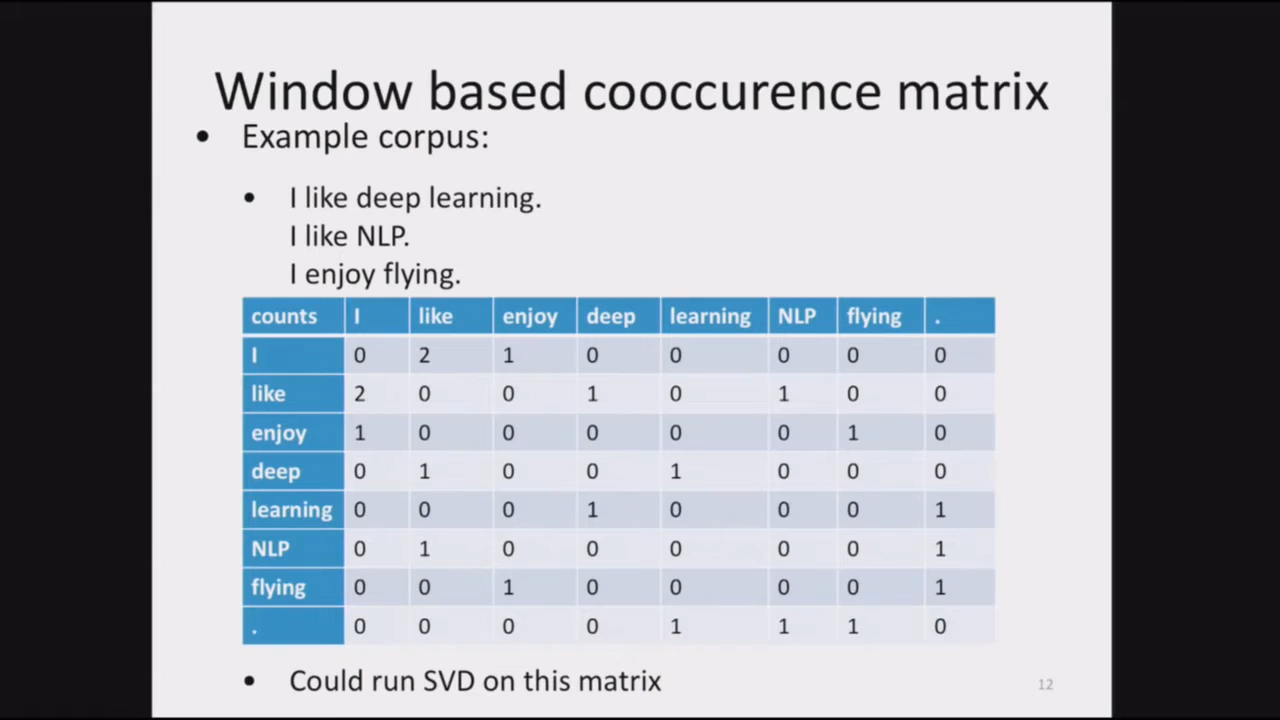 Window based cooccurence matrix
• Example corpus:
• I like deep learning.
I like NLP.
I enjoy flying.
counts I like enjoy deep learning NLP flying .
I 0 2 1 0 0 0 0 0
like 2 0 0 1 0 1 0 0
enjoy 1 0 0 0 0 0 1 0
deep 0 1 0 0 1 0 0 0
learning 0 0 0 1 0 0 0 1
NLP 0 1 0 0 0 0 0 1
flying 0 0 1 0 0 0 0 1
. 0 0 0 0 1 1 1 0
• Could run SVD on this matrix
12